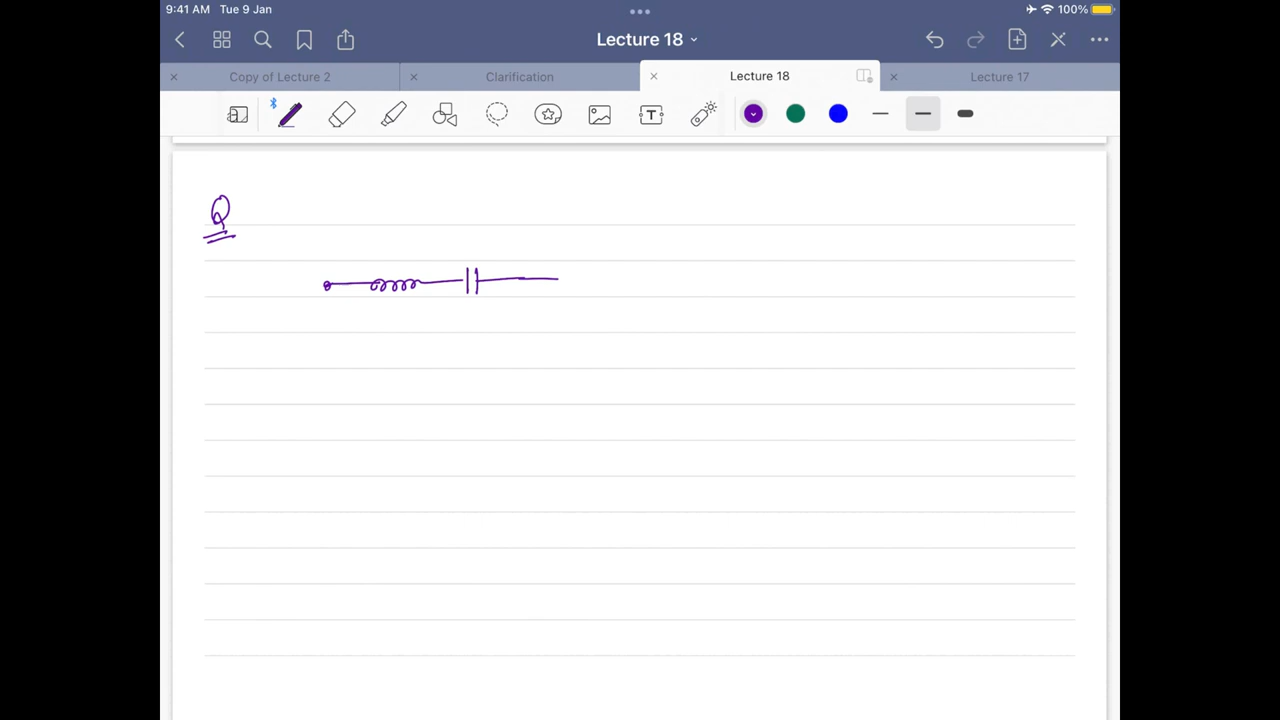 9:41 AM Tue 9 Jan
100%
Lecture 18
Copy of Lecture 2
Clarification
Lecture 18
Lecture 17
T
Q